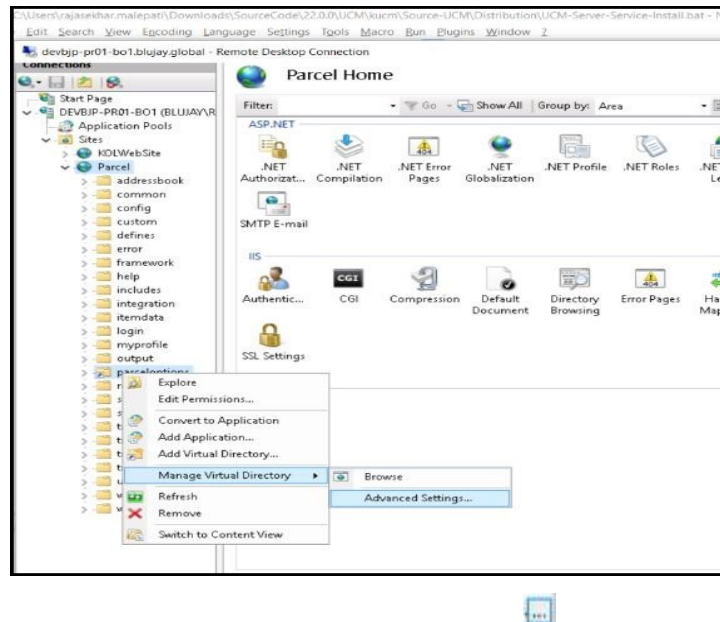 C:\Users\rajasekhar.malepati\Downloads\SourceCode\22.0.0\UCM\kucm\Source-UCM\Distribution\UCM-Server-Service-Install.bat - N
Edit Search View Encoding Language Settings Tools Macro Run Plugins Window ?
devbjp-pr01-bo1.blujay.global - Remote Desktop Connection
Connections
Parcel Home
Start Page
DEVBJP-PR01-BO1 (BLUJAY\R
Application Pools
Sites
KOLWebSite
Parcel
addressbook
common
config
custom
defines
error
framework
help
includes
integration
itemdata
login
myprofile
output
parceloptions
Filter: Go Show All Group by: Area
ASP.NET
.NET Authorizat...
.NET Compilation
.NET Error Pages
.NET Globalization
.NET Profile
.NET Roles
.NET
Le
SMTP E-mail
IIS
Authentic...
CGI
Compression
Default Document
Directory Browsing
Error Pages
Ha
Map
SSL Settings
Explore
Edit Permissions...
Convert to Application
Add Application...
Add Virtual Directory...
Manage Virtual Directory
Refresh
Remove
Switch to Content View
Browse
Advanced Settings...